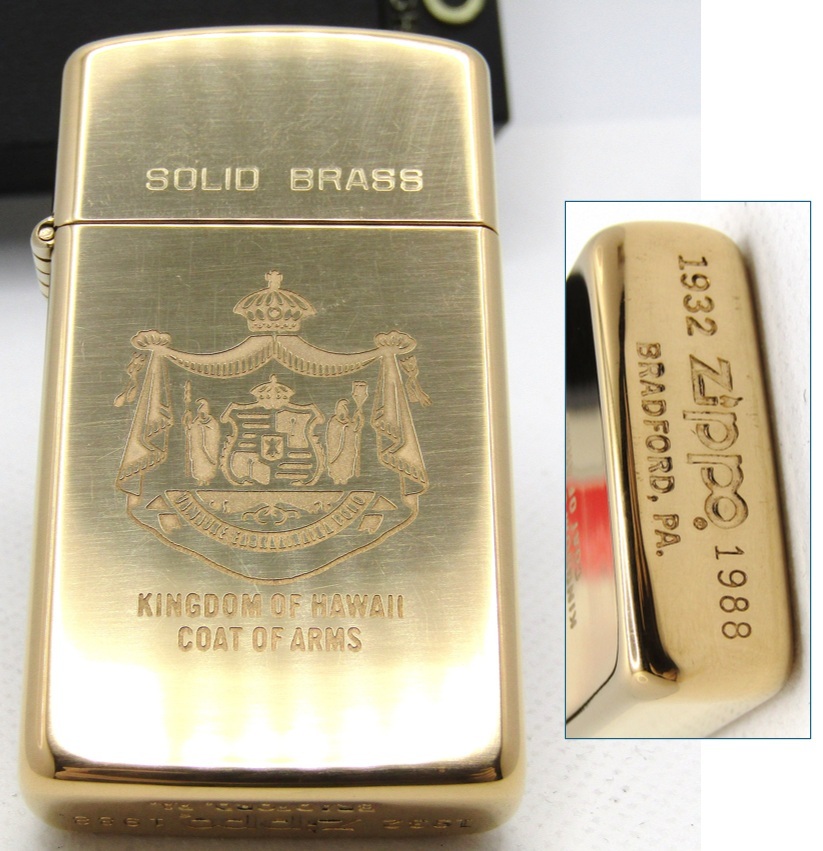 SOLID BRASS
KINGDOM OF HAWAII
COAT OF ARMS
1932 Zippo 1988
BRADFORD, PA.